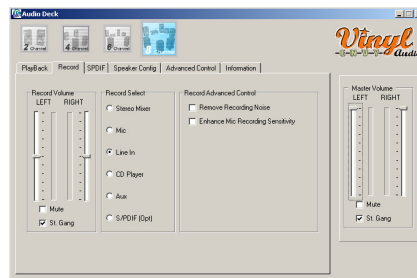 Audio Deck
2 Channel
4 Channel
6 Channel
Vinyl
Audio
PlayBack
Record
SPDIF
Speaker Config
Advanced Control
Information
Record Volume
LEFT RIGHT
Mute
St. Gang
Record Select
Stereo Mixer
Mic
Line In
CD Player
Aux
S/PDIF (Opt)
Record Advanced Control
Remove Recording Noise
Enhance Mic Recording Sensitivity
Master Volume
LEFT RIGHT
Mute
St. Gang